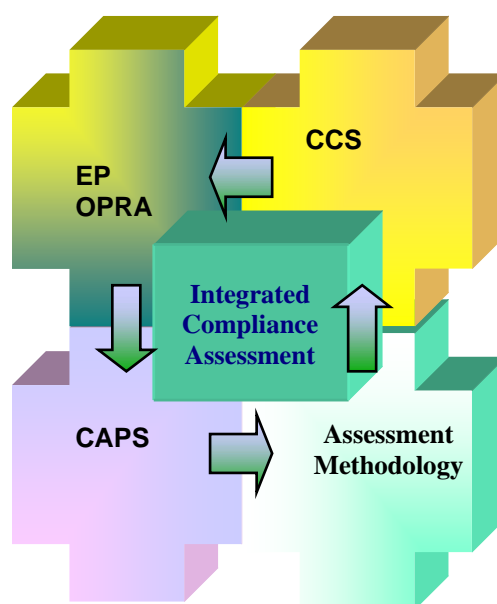 EP
OPRA
CCS
Integrated
Compliance
Assessment
CAPS
Assessment
Methodology